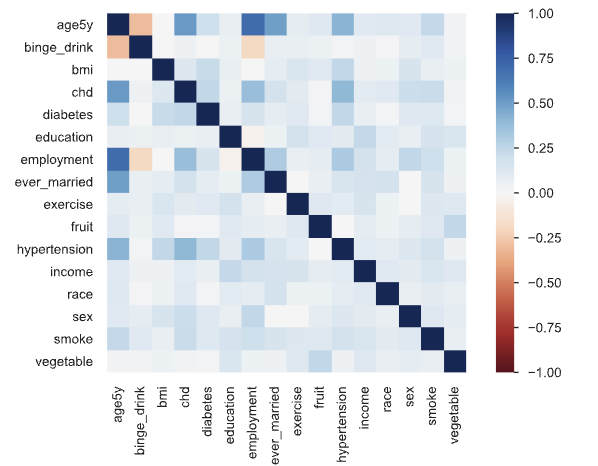 age5y
binge_drink
bmi
chd
diabetes
education
employment
ever_married
exercise
fruit
hypertension
income
race
sex
smoke
vegetable
age5y
binge_drink
bmi
chd
diabetes
education
employment
ever_married
exercise
fruit
hypertension
income
race
sex
smoke
vegetable
1.00
0.75
0.50
0.25
0.00
−0.25
−0.50
−0.75
−1.00